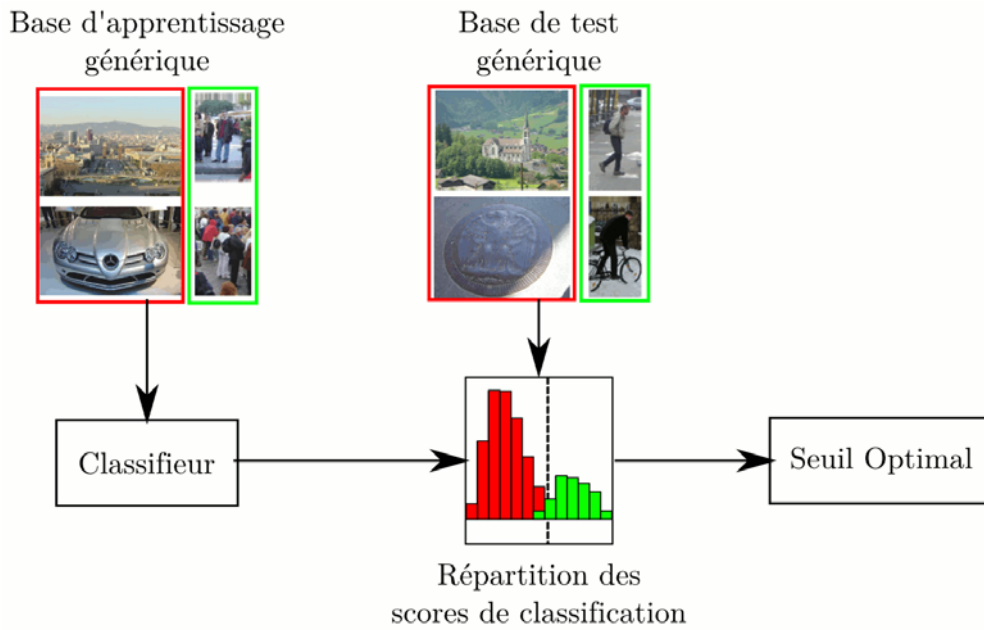 Base d'apprentissage
générique
Base de test
générique
Classifieur
Seuil Optimal
Répartition des
scores de classification